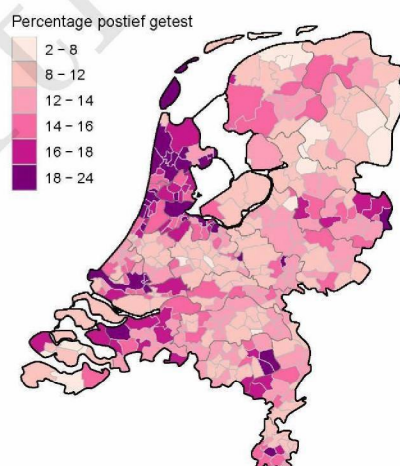 Percentage postief getest
2 – 8
8 – 12
12 – 14
14 – 16
16 – 18
18 – 24